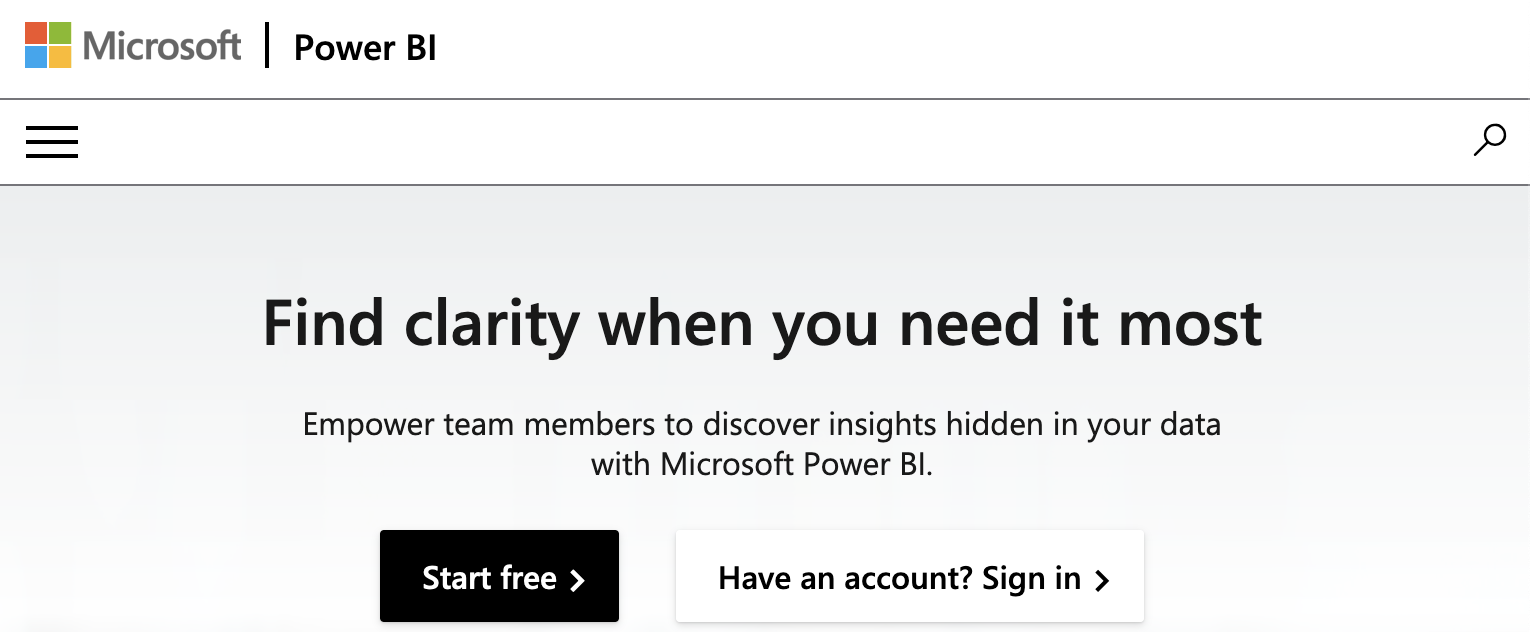 Microsoft | Power BI
Find clarity when you need it most
Empower team members to discover insights hidden in your data
with Microsoft Power BI.
Start free
Have an account? Sign in